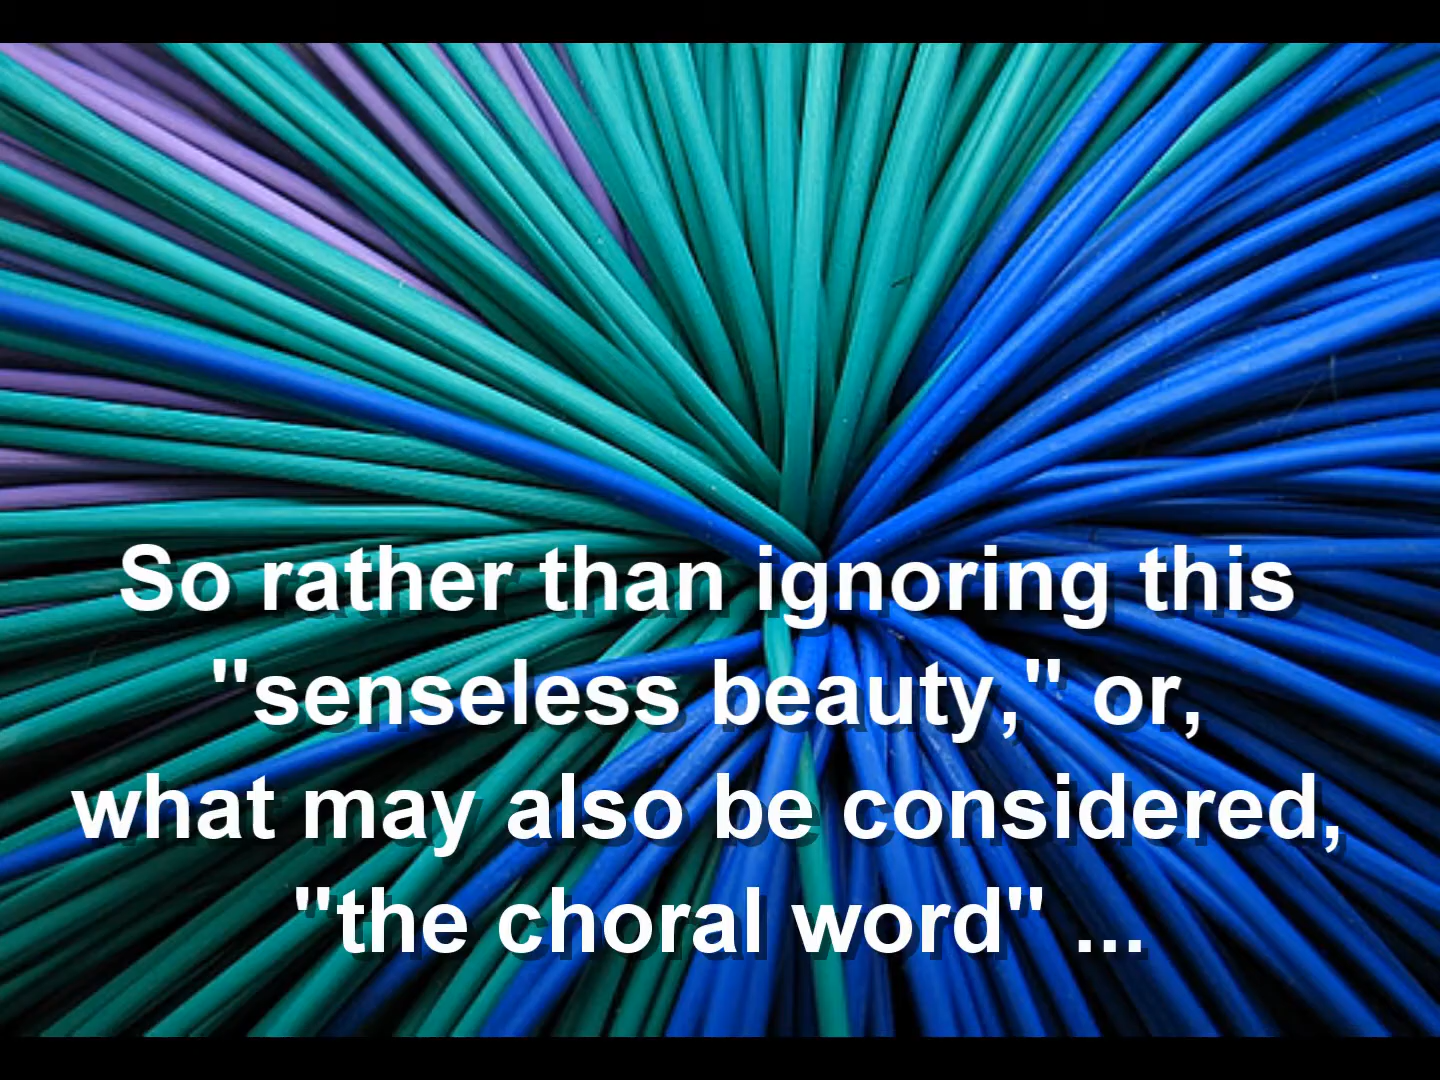 So rather than ignoring this
"senseless beauty," or,
what may also be considered,
"the choral word" ...